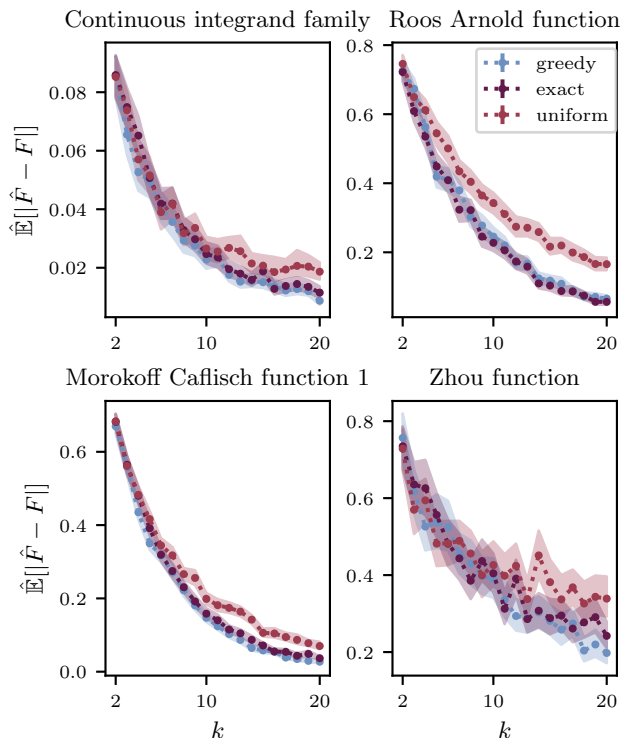 Continuous integrand family
Roos Arnold function
0.08
0.06
0.04
0.02
𝔼̂[|F̂ − F|]
2
10
20
0.8
0.6
0.4
0.2
greedy
exact
uniform
2
10
20
Morokoff Caflisch function 1
Zhou function
0.6
0.4
0.2
0.0
𝔼̂[|F̂ − F|]
2
10
20
k
0.8
0.6
0.4
0.2
2
10
20
k